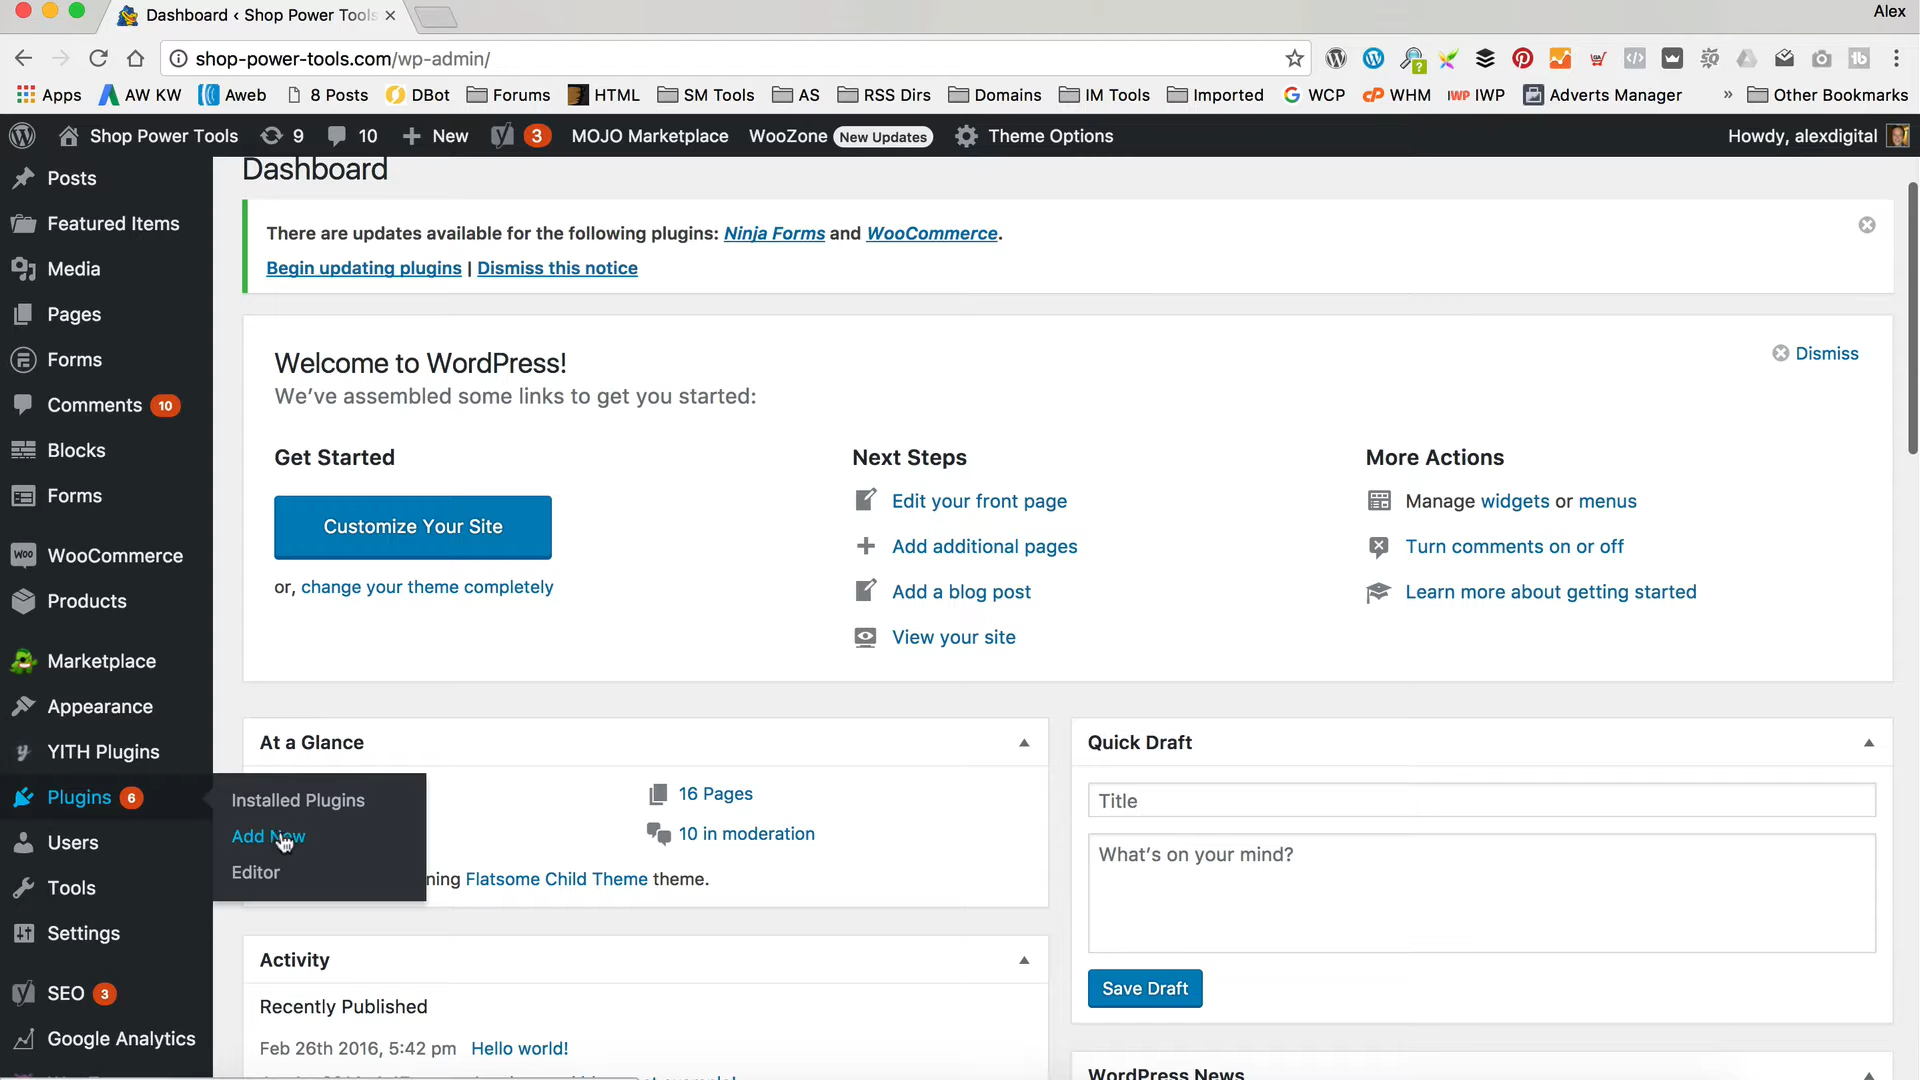 Dashboard ‹ Shop Power Tools
Alex
shop-power-tools.com/wp-admin/
Apps
AW KW
Aweb
8 Posts
DBot
Forums
HTML
SM Tools
AS
RSS Dirs
Domains
IM Tools
Imported
WCP
WHM
IWP
Adverts Manager
»
Other Bookmarks
Shop Power Tools
9
10
New
3
MOJO Marketplace
WooZone New Updates
Theme Options
Howdy, alexdigital
Posts
Featured Items
Media
Pages
Forms
Comments 10
Blocks
Forms
WooCommerce
Products
Marketplace
Appearance
YITH Plugins
Plugins 6
Users
Tools
Settings
SEO 3
Google Analytics
Installed Plugins
Add New
Editor
Dashboard
There are updates available for the following plugins: Ninja Forms and WooCommerce.
Begin updating plugins | Dismiss this notice
Welcome to WordPress!
Dismiss
We've assembled some links to get you started:
Get Started
Customize Your Site
or, change your theme completely
Next Steps
Edit your front page
Add additional pages
Add a blog post
View your site
More Actions
Manage widgets or menus
Turn comments on or off
Learn more about getting started
At a Glance
16 Pages
10 in moderation
ning Flatsome Child Theme theme.
Activity
Recently Published
Feb 26th 2016, 5:42 pm Hello world!
Quick Draft
Title
What's on your mind?
Save Draft
WordPress News